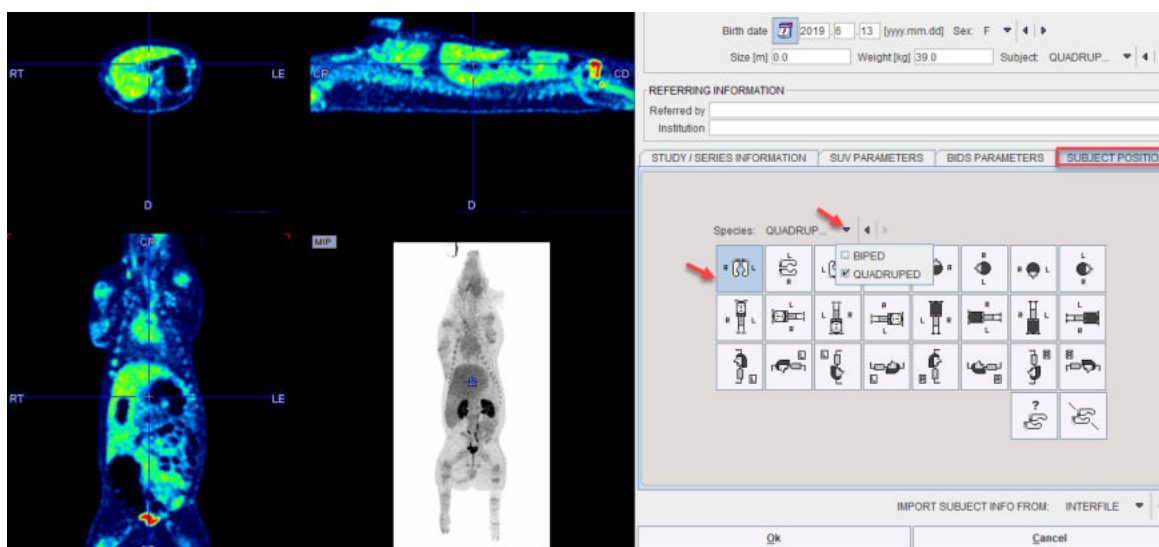 RT
LE
D
CR
CD
D
CR
RT
LE
MIP
Birth date 2019 .6 .13 [yyyy.mm.dd] Sex: F
Size [m] 0.0 Weight [kg] 39.0 Subject: QUADRUP...
REFERRING INFORMATION
Referred by
Institution
STUDY / SERIES INFORMATION SUV PARAMETERS BIDS PARAMETERS SUBJECT POSITIO
Species: QUADRUP...
BIPED
QUADRUPED
IMPORT SUBJECT INFO FROM: INTERFILE
Ok Cancel